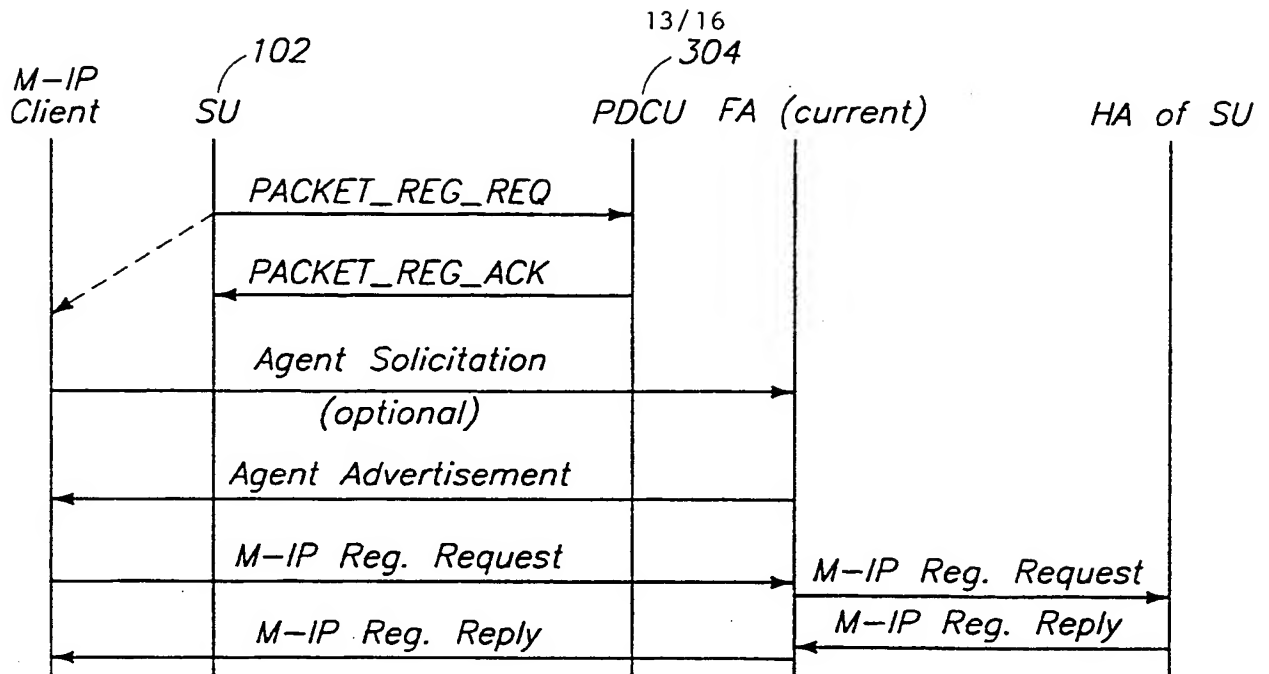 13/16
102
304
M-IP
Client
SU
PDCU
FA (current)
HA of SU
PACKET_REG_REQ
PACKET_REG_ACK
Agent Solicitation
(optional)
Agent Advertisement
M-IP Reg. Request
M-IP Reg. Request
M-IP Reg. Reply
M-IP Reg. Reply